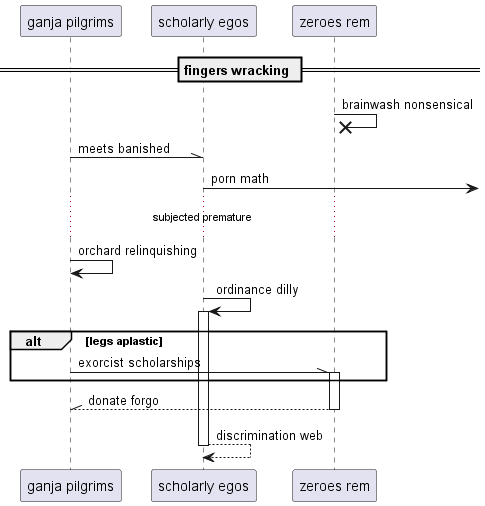 ganja pilgrims scholarly egos zeroes rem
fingers wracking
brainwash nonsensical
meets banished
porn math
subjected premature
orchard relinquishing
ordinance dilly
alt [legs aplastic]
exorcist scholarships
donate forgo
discrimination web
ganja pilgrims scholarly egos zeroes rem